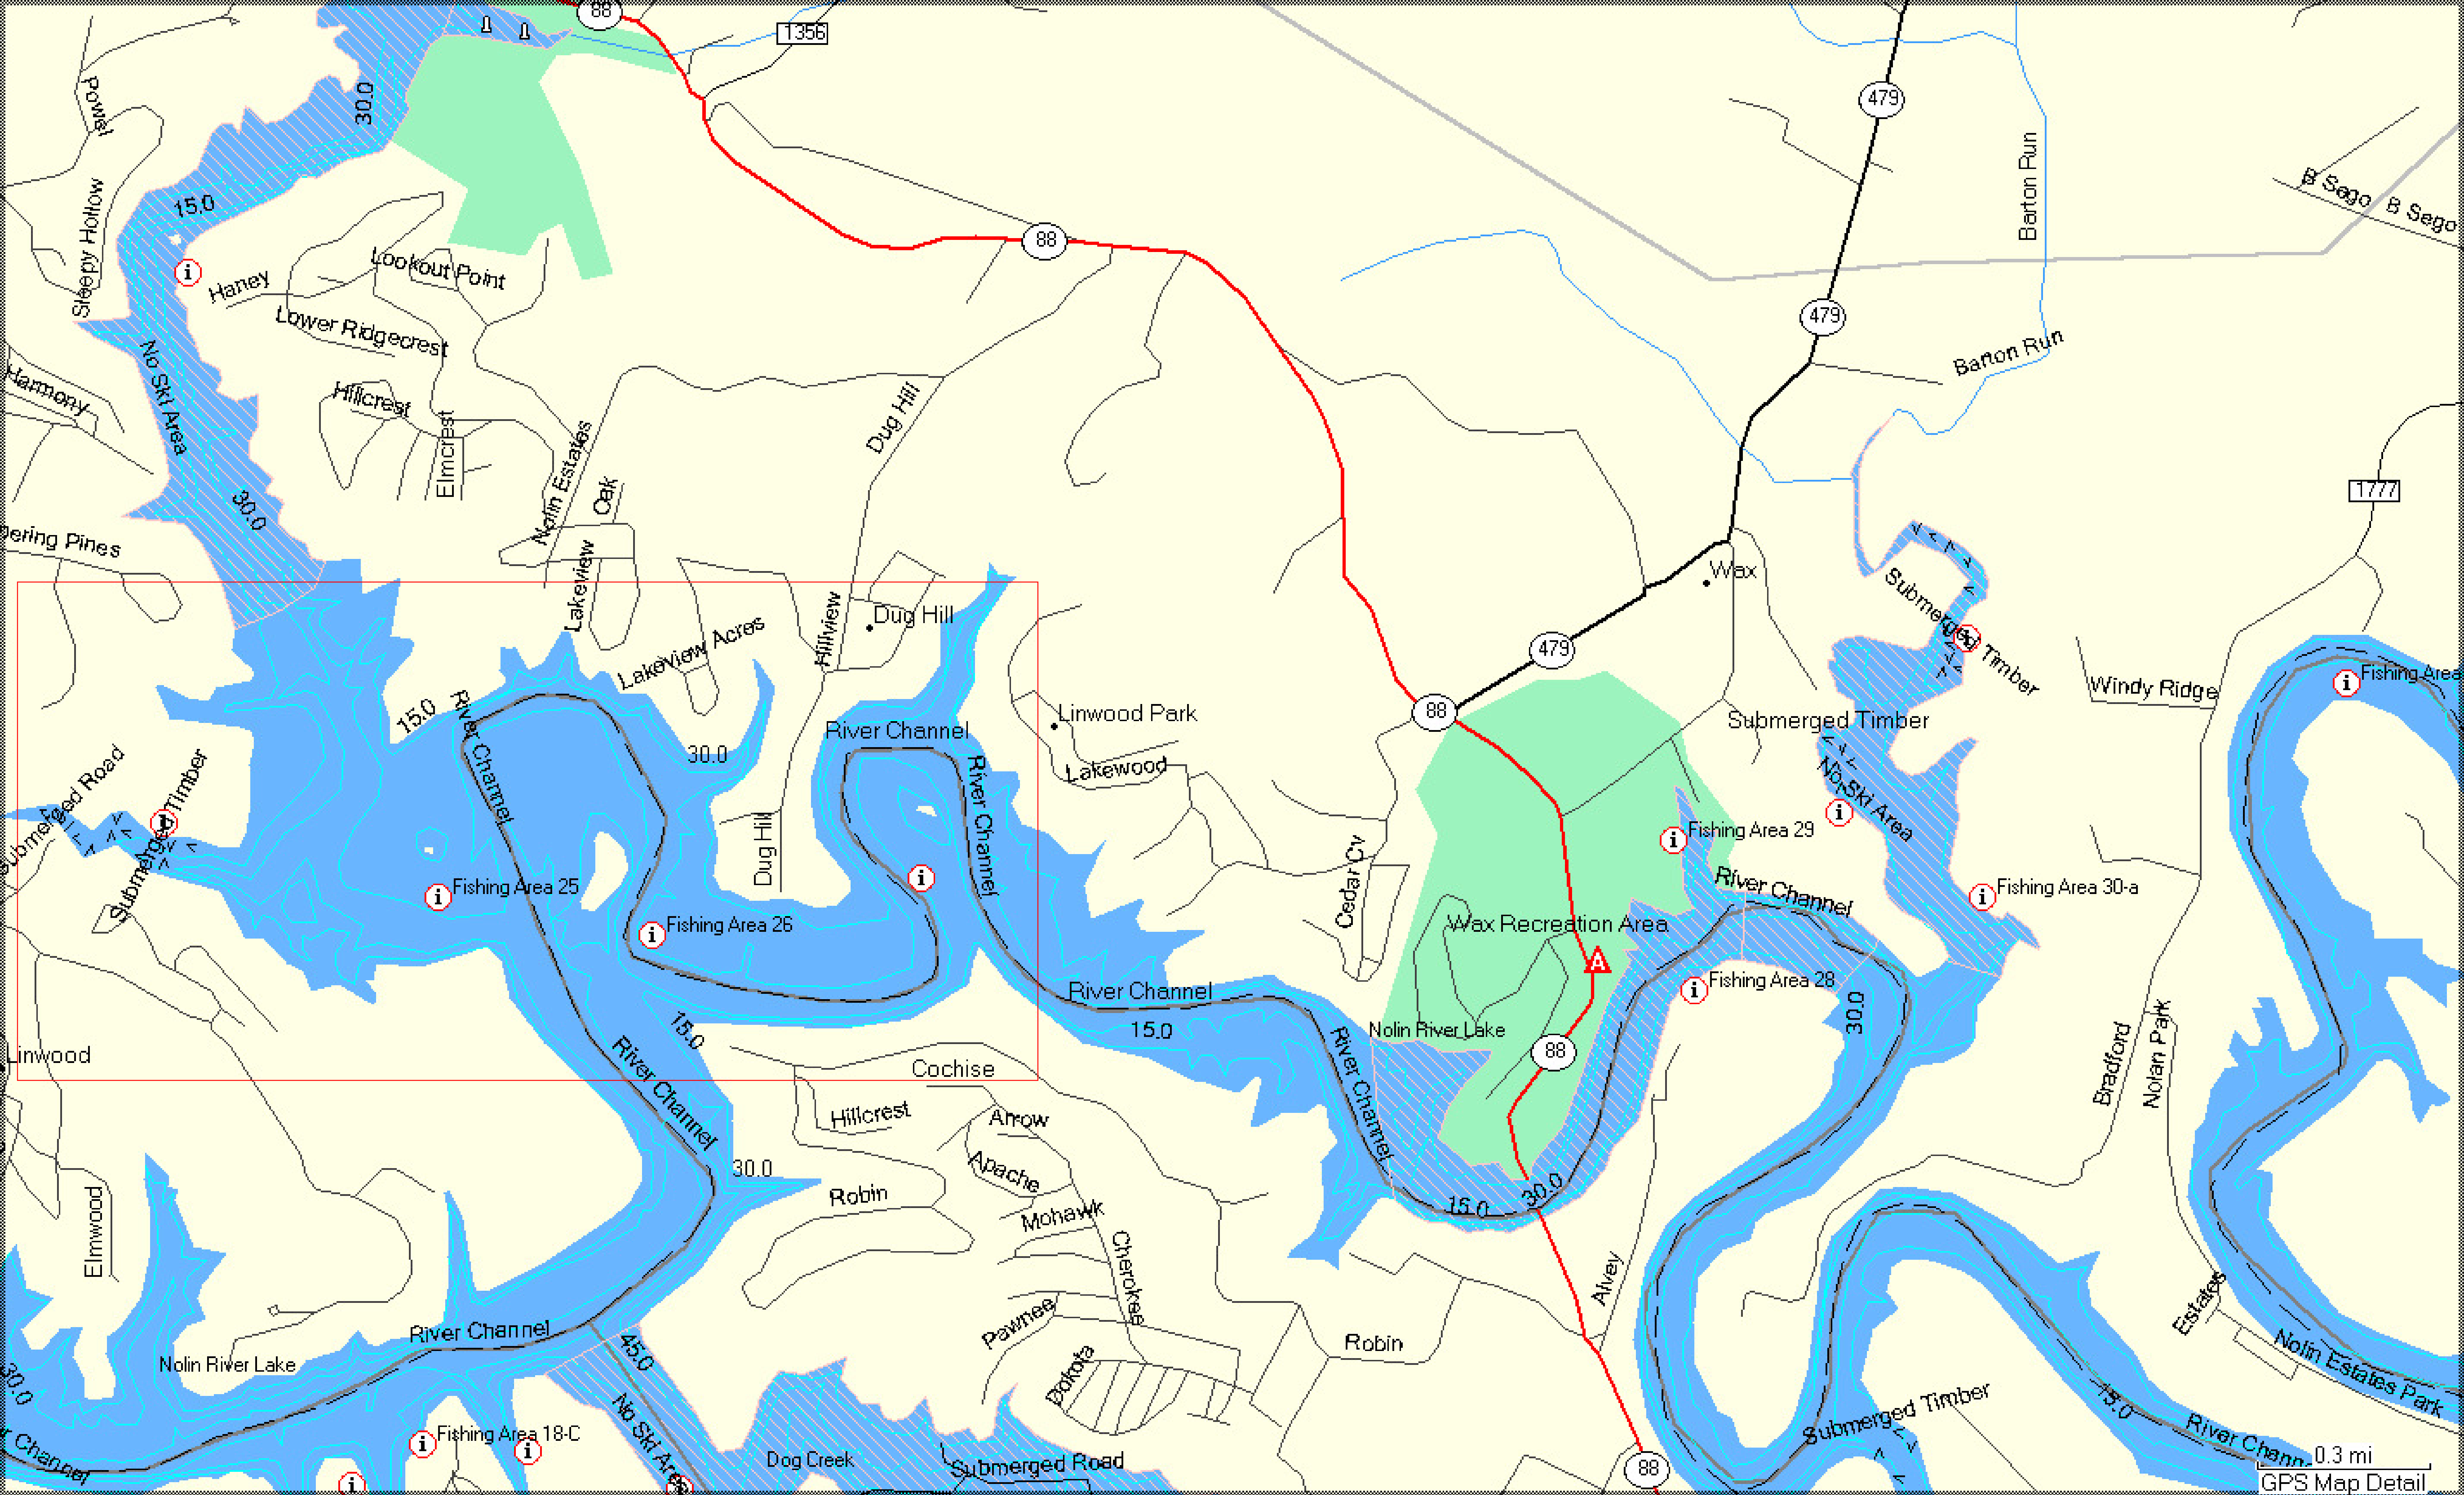 88
1356
Powel
30.0
479
Barton Run
B Sego
B Sego
15.0
Sleepy Hollow
88
Haney
Lookout Point
Lower Ridgecrest
479
Barton Run
No Ski Area
Harmony
Hillcrest
Elmcrest
Dug Hill
Nolin Estates
Oak
1777
30.0
pering Pines
Lakeview
Wax
Submerged Timber
Hillview
Dug Hill
Lakeview Acres
479
Windy Ridge
Fishing Area
15.0
River Channel
River Channel
Linwood Park
88
Submerged Timber
30.0
Lakewood
River Channel
No Ski Area
Submerged Road
Submerged Timber
Dug Hill
Fishing Area 29
Cedar Cv
River Channel
Fishing Area 25
Fishing Area 30-a
Fishing Area 26
Wax Recreation Area
Fishing Area 28
River Channel
15.0
15.0
Nolin River Lake
30.0
River Channel
88
Linwood
River Channel
Cochise
Bradford
Nolan Park
Hillcrest
Arrow
Apache
30.0
Robin
15.0
30.0
Elmwood
Mohawk
Cherokee
Alvey
Estates
River Channel
Pawnee
Robin
Nolin River Lake
45.0
Dakota
Nolin Estates Park
30.0
No Ski Area
15.0
Submerged Timber
River Chann
r Channel
Fishing Area 18-C
Dog Creek
Submerged Road
88
0.3 mi
GPS Map Detail